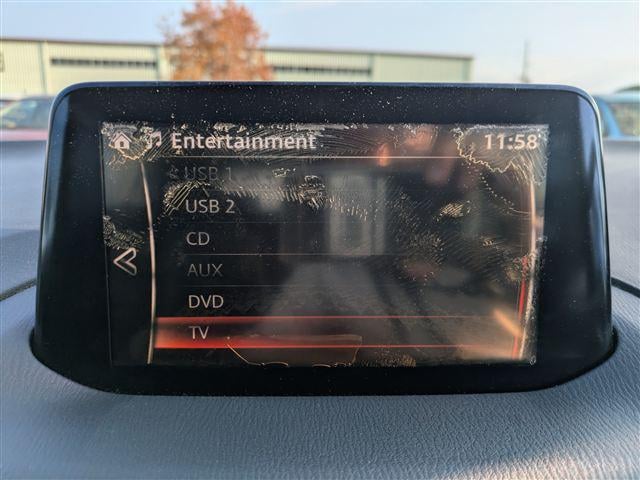 Entertainment 11:58
USB 1
USB 2
CD
AUX
DVD
TV